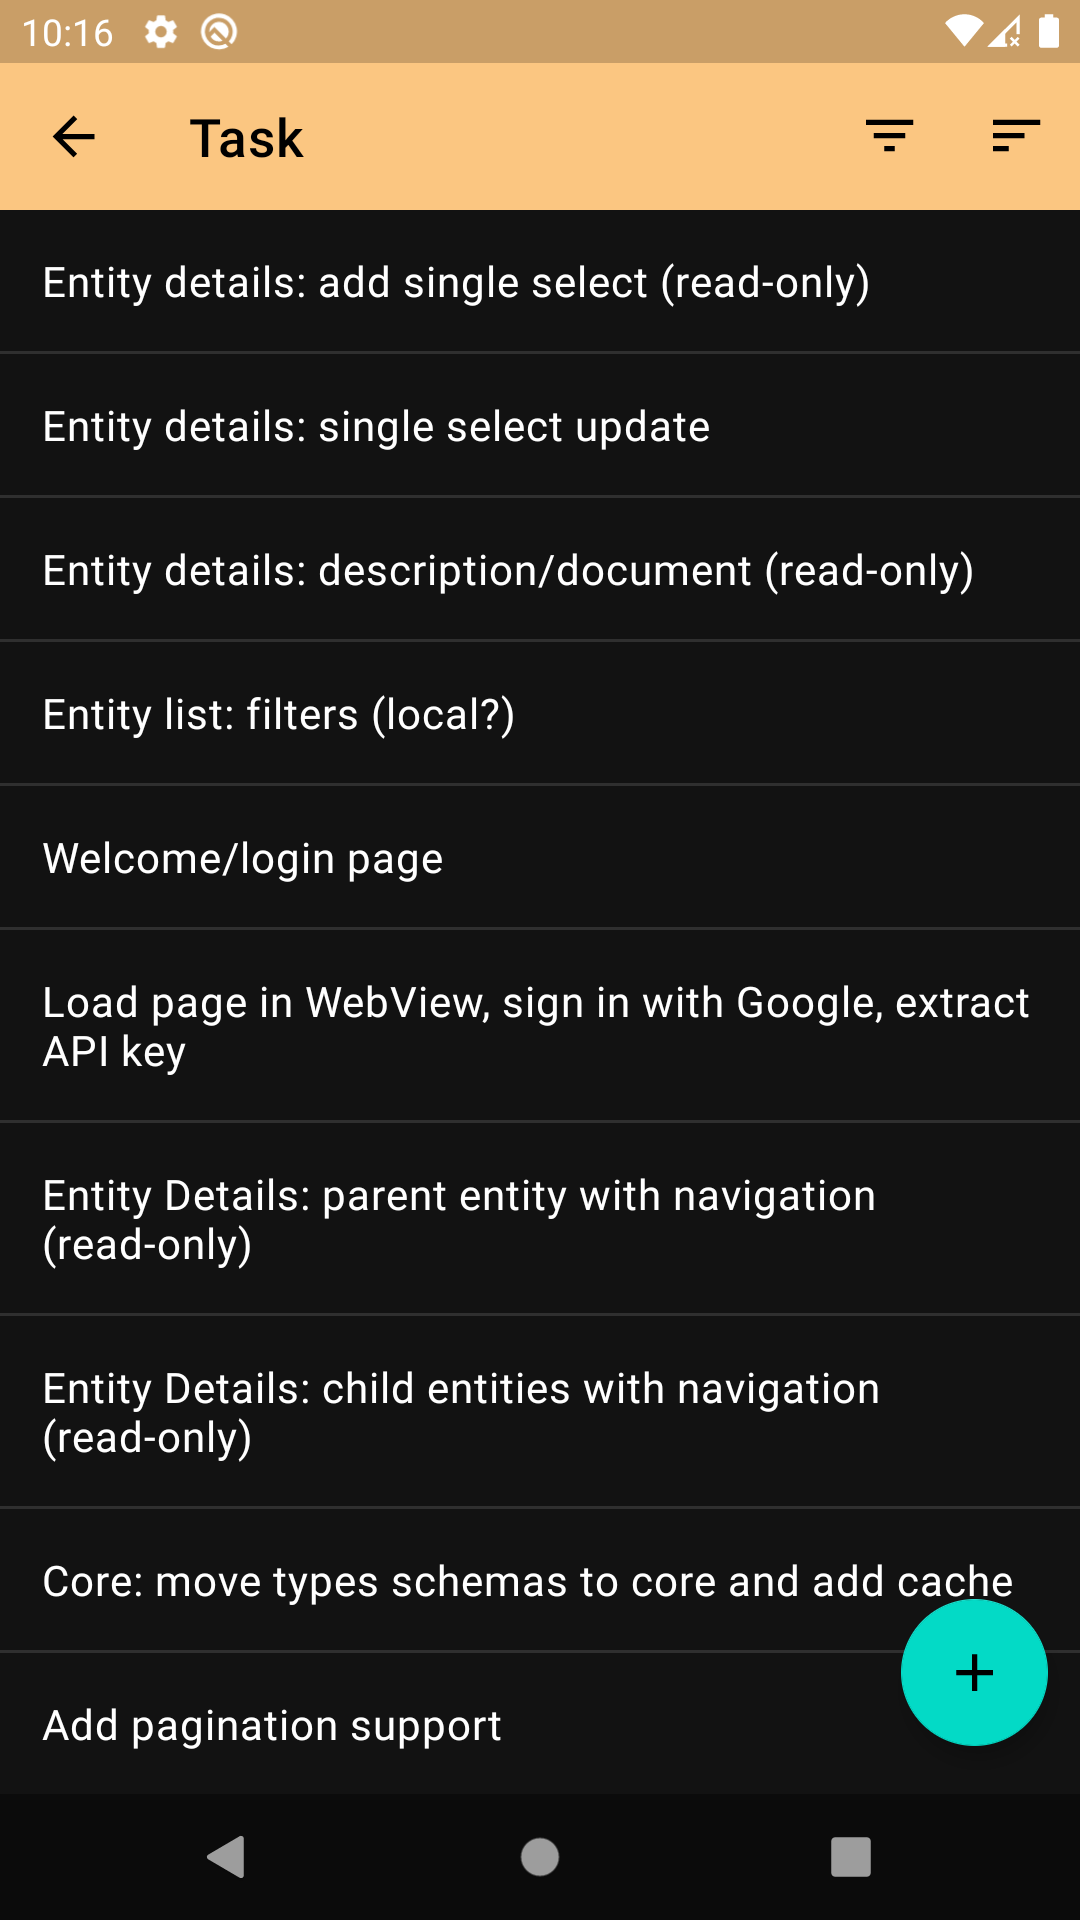 10:16
Task
Entity details: add single select (read-only)
Entity details: single select update
Entity details: description/document (read-only)
Entity list: filters (local?)
Welcome/login page
Load page in WebView, sign in with Google, extract
API key
Entity Details: parent entity with navigation
(read-only)
Entity Details: child entities with navigation
(read-only)
Core: move types schemas to core and add cache
Add pagination support